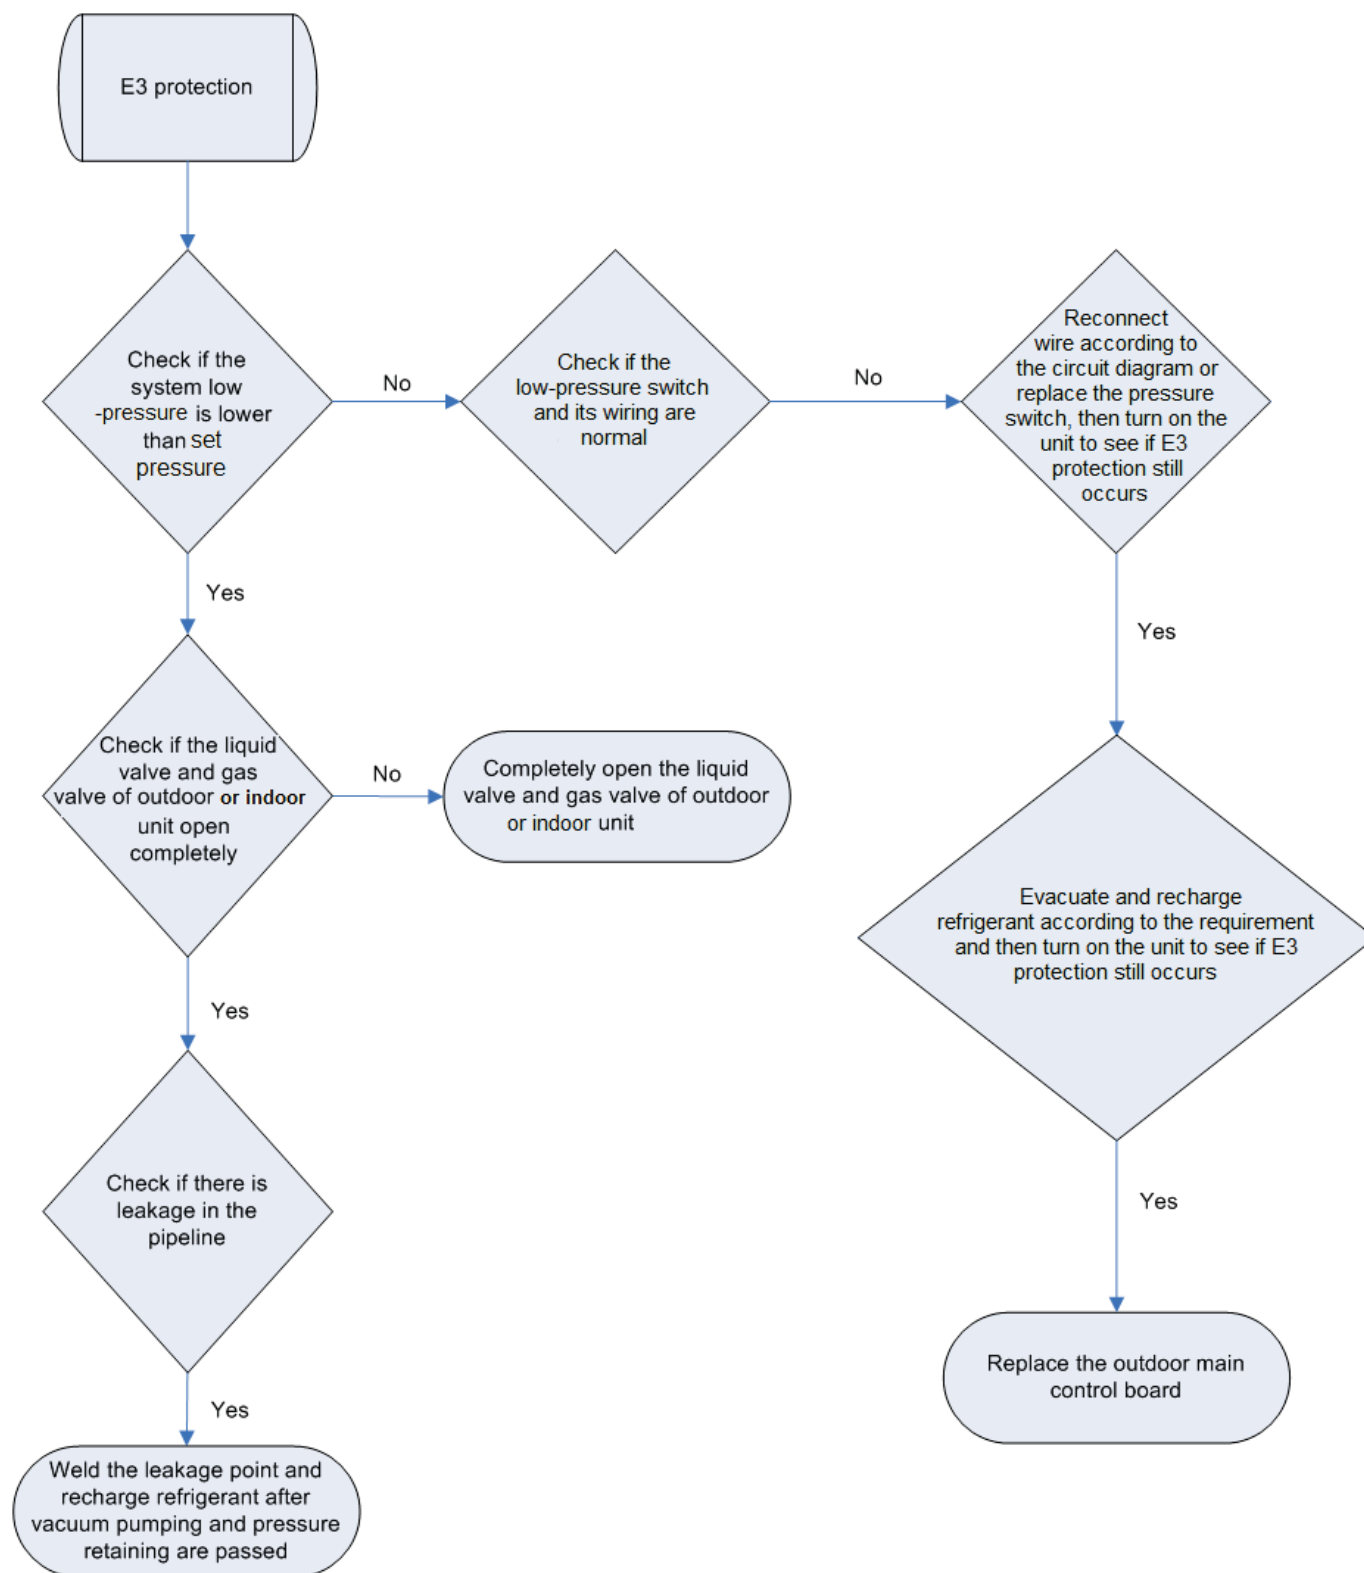 E3 protection
Check if the
system low
-pressure is lower
than set
pressure
No
Check if the
low-pressure switch
and its wiring are
normal
No
Reconnect
wire according to
the circuit diagram or
replace the pressure
switch, then turn on the
unit to see if E3
protection still
occurs
Yes
Yes
Check if the liquid
valve and gas
valve of outdoor or indoor
unit open
completely
No
Completely open the liquid
valve and gas valve of outdoor
or indoor unit
Evacuate and recharge
refrigerant according to the requirement
and then turn on the unit to see if E3
protection still occurs
Yes
Check if there is
leakage in the
pipeline
Yes
Replace the outdoor main
control board
Yes
Weld the leakage point and
recharge refrigerant after
vacuum pumping and pressure
retaining are passed